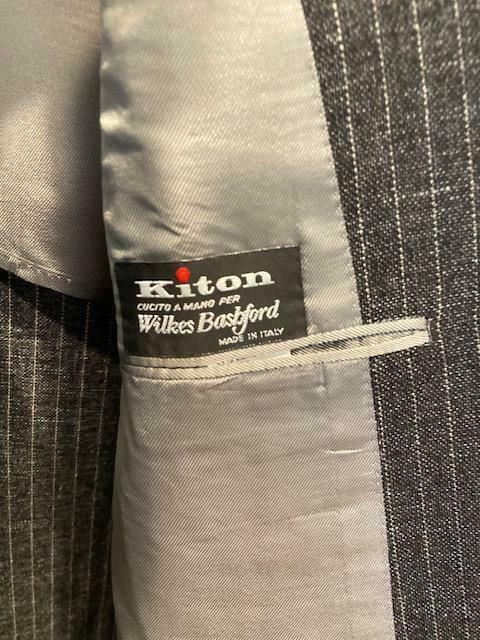 Kiton
CUCITO A MANO PER
Wilkes Bashford
MADE IN ITALY